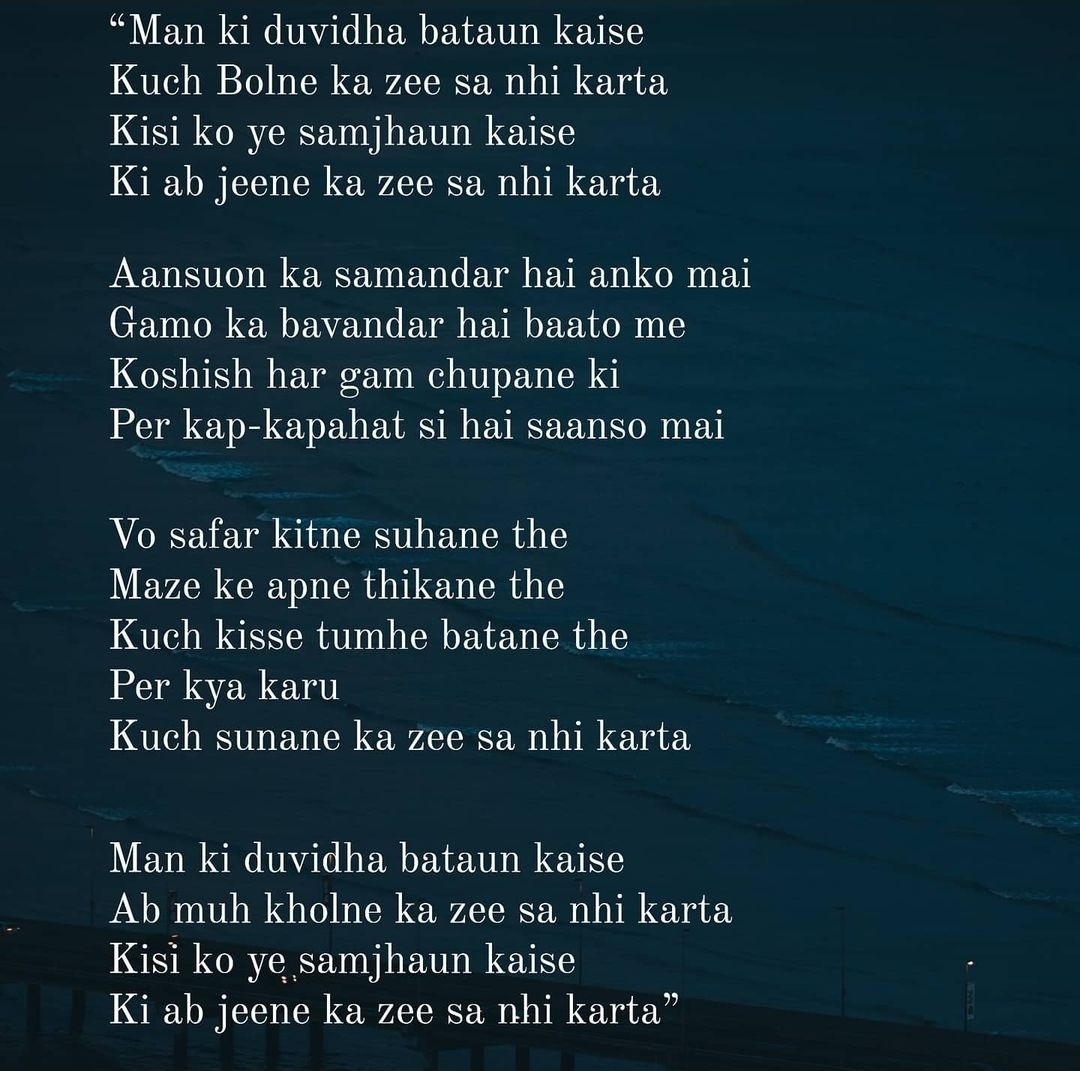 “Man ki duvidha bataun kaise
Kuch Bolne ka zee sa nhi karta
Kisi ko ye samjhaun kaise
Ki ab jeene ka zee sa nhi karta
Aansuon ka samandar hai anko mai
Gamo ka bavandar hai baato me
Koshish har gam chupane ki
Per kap-kapahat si hai saanso mai
Vo safar kitne suhane the
Maze ke apne thikane the
Kuch kisse tumhe batane the
Per kya karu
Kuch sunane ka zee sa nhi karta
Man ki duvidha bataun kaise
Ab muh kholne ka zee sa nhi karta
Kisi ko ye samjhaun kaise
Ki ab jeene ka zee sa nhi karta”